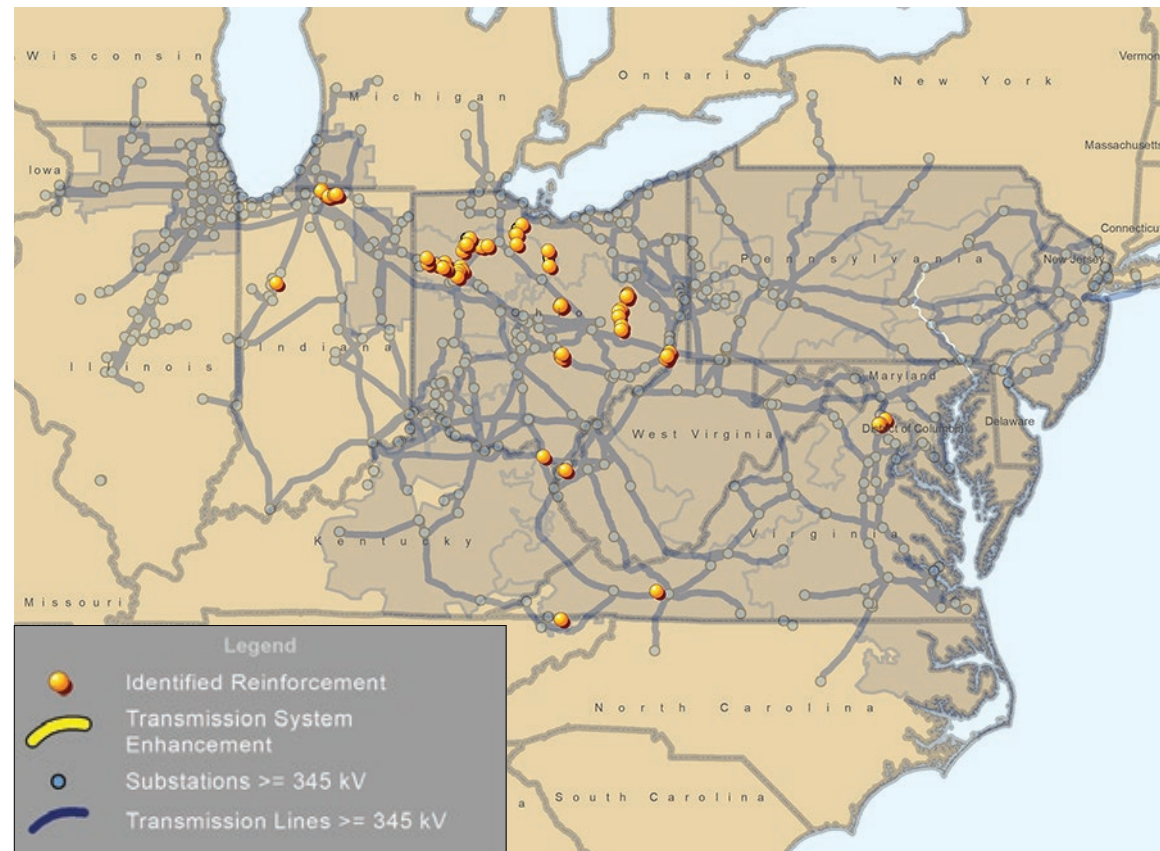 Wisconsin
Michigan
Ontario
New York
Vermont
Massachusetts
Iowa
Connecticut
Pennsylvania
New Jersey
Ohio
Indiana
Illinois
Maryland
District of Columbia
Delaware
West Virginia
Virginia
Kentucky
Missouri
North Carolina
South Carolina
a
Legend
Identified Reinforcement
Transmission System
Enhancement
Substations >= 345 kV
Transmission Lines >= 345 kV